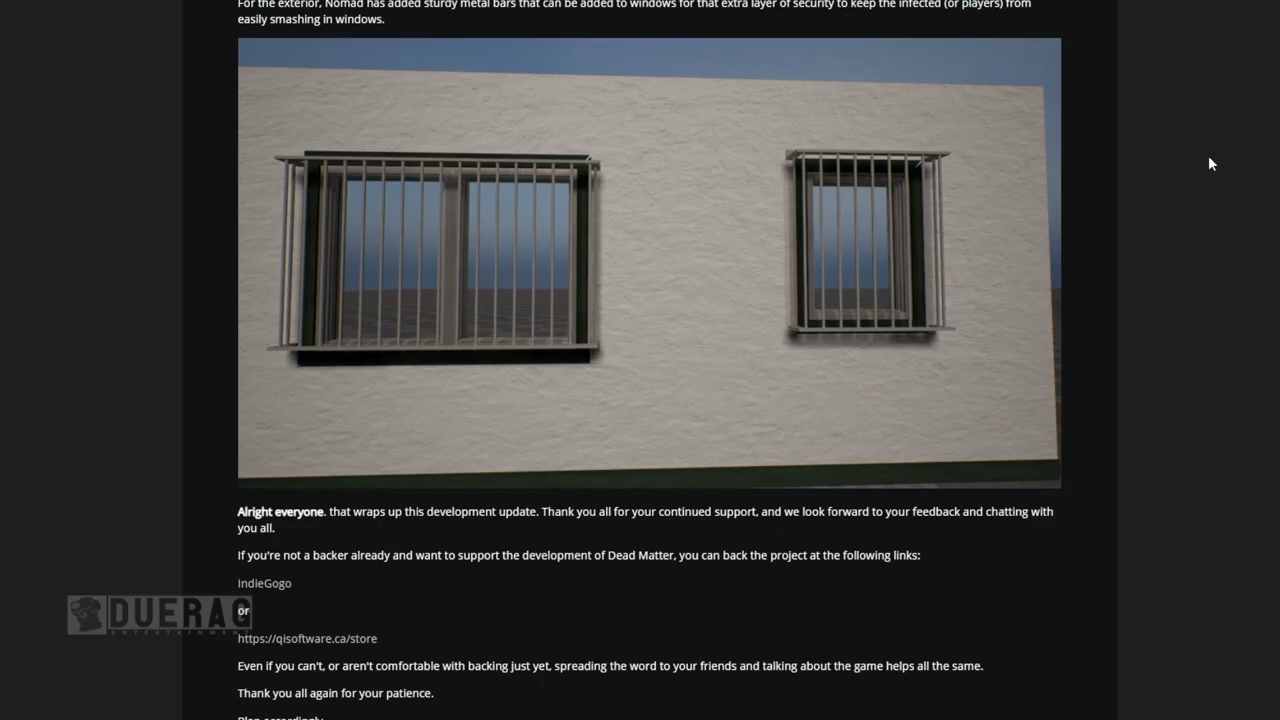 For the exterior, Nomad has added sturdy metal bars that can be added to windows for that extra layer of security to keep the infected (or players) from
easily smashing in windows.
Alright everyone. that wraps up this development update. Thank you all for your continued support, and we look forward to your feedback and chatting with
you all.
If you're not a backer already and want to support the development of Dead Matter, you can back the project at the following links:
IndieGogo
DUERAG
ENTERTAINMENT
or
https://qisoftware.ca/store
Even if you can't, or aren't comfortable with backing just yet, spreading the word to your friends and talking about the game helps all the same.
Thank you all again for your patience.
Plan accordingly